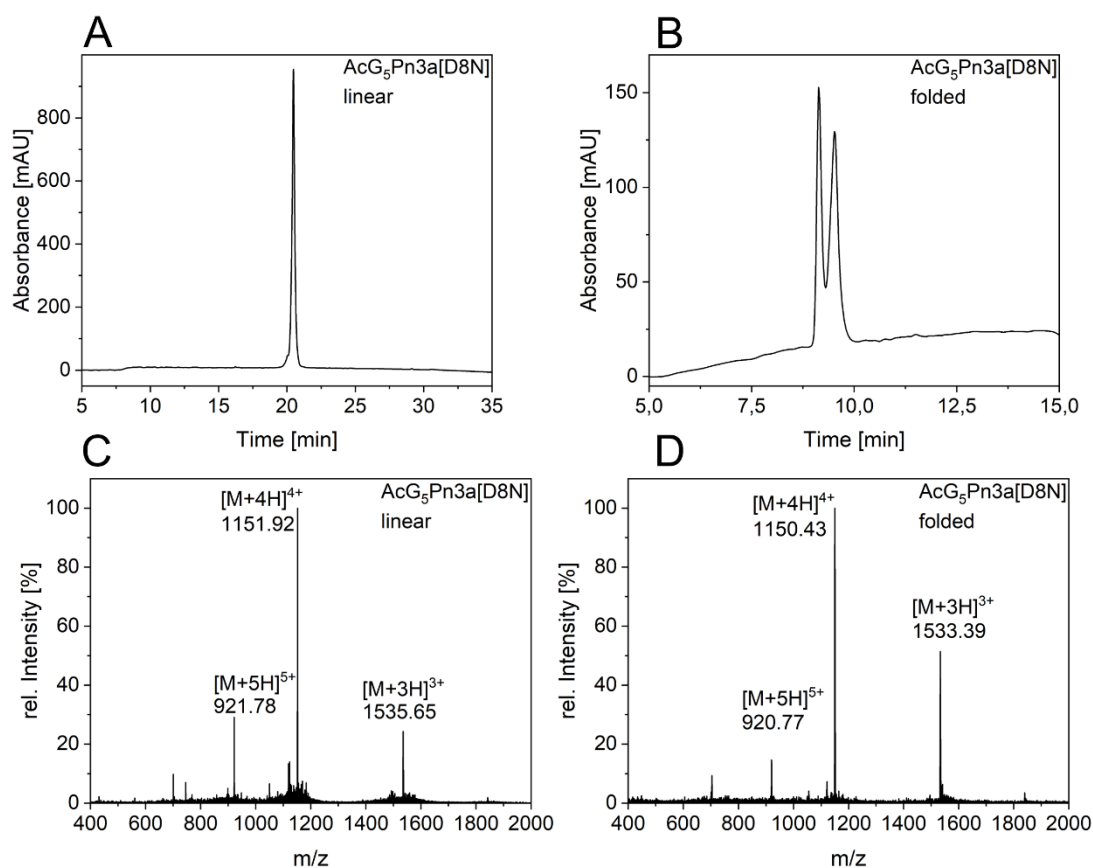 A
AcG₅Pn3a[D8N]
linear
Absorbance [mAU]
800
600
400
200
0
5 10 15 20 25 30 35
Time [min]
B
AcG₅Pn3a[D8N]
folded
Absorbance [mAU]
150
100
50
0
5,0 7,5 10,0 12,5 15,0
Time [min]
C
AcG₅Pn3a[D8N]
linear
[M+4H]⁴⁺
1151.92
[M+5H]⁵⁺
921.78
[M+3H]³⁺
1535.65
rel. Intensity [%]
100
80
60
40
20
0
400 600 800 1000 1200 1400 1600 1800 2000
m/z
D
AcG₅Pn3a[D8N]
folded
[M+4H]⁴⁺
1150.43
[M+3H]³⁺
1533.39
[M+5H]⁵⁺
920.77
rel. Intensity [%]
100
80
60
40
20
0
400 600 800 1000 1200 1400 1600 1800 2000
m/z